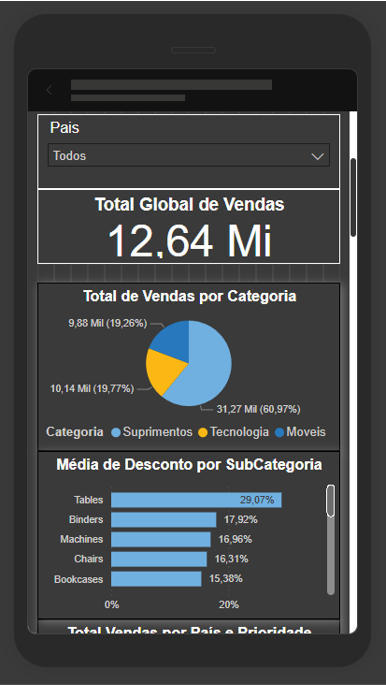 Pais
Todos
Total Global de Vendas
12,64 Mi
Total de Vendas por Categoria
9,88 Mil (19,26%)
10,14 Mil (19,77%)
31,27 Mil (60,97%)
Categoria Suprimentos Tecnologia Moveis
Média de Desconto por SubCategoria
Tables 29,07%
Binders 17,92%
Machines 16,96%
Chairs 16,31%
Bookcases 15,38%
0% 20%
Total Vendas por País e Prioridade